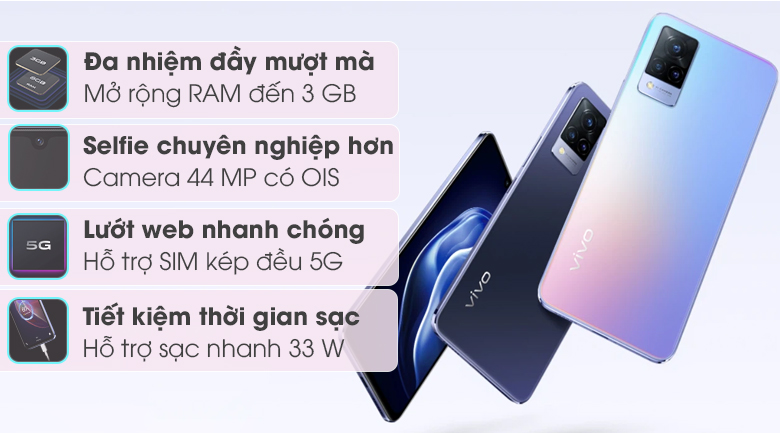 Đa nhiệm đầy mượt mà
Mở rộng RAM đến 3 GB
Selfie chuyên nghiệp hơn
Camera 44 MP có OIS
5G
Lướt web nhanh chóng
Hỗ trợ SIM kép đều 5G
Tiết kiệm thời gian sạc
Hỗ trợ sạc nhanh 33 W
vivo
vivo